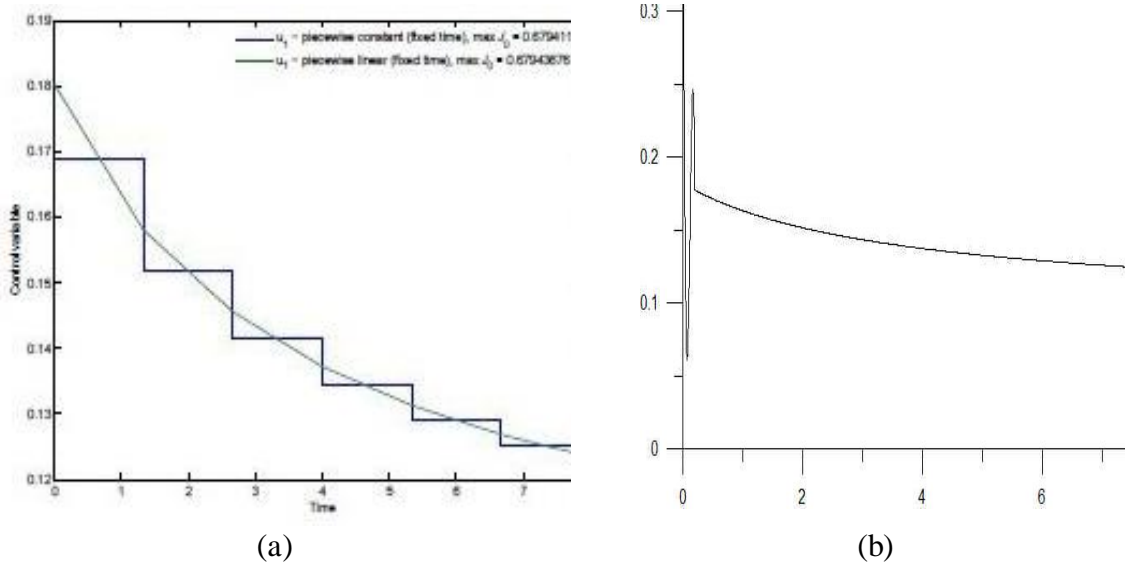 0.19
u₁ – piecewise constant (fixed time), max J₀ = 0.679411
u₁ – piecewise linear (fixed time), max J₀ = 0.67943676
0.18
0.17
0.16
0.15
0.14
0.13
0.12
Control variable
0 1 2 3 4 5 6 7
Time
(a)
0.3
0.2
0.1
0
0 2 4 6
(b)